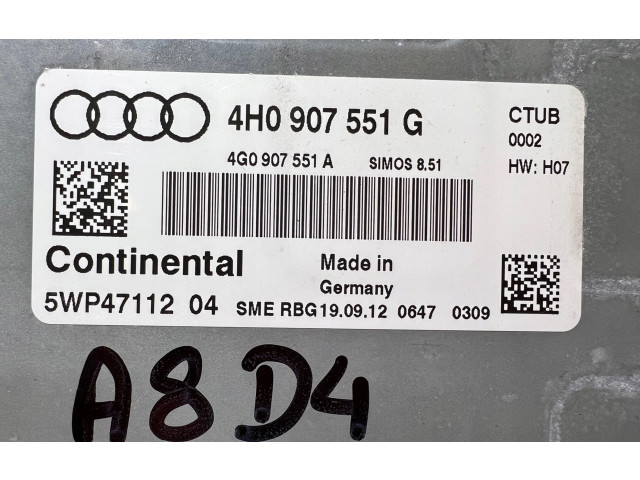 4H0 907 551 G
CTUB
0002
4G0 907 551 A SIMOS 8.51
HW: H07
Continental
Made in
Germany
5WP47112 04 SME RBG19.09.12 0647 0309
A8 D4